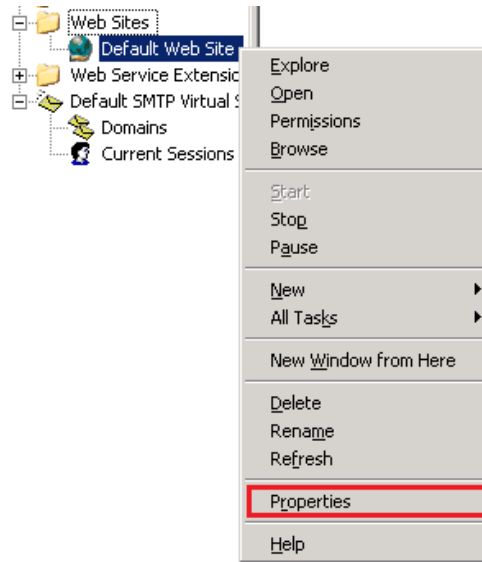 Web Sites
Default Web Site
Web Service Extensic
Default SMTP Virtual S
Domains
Current Sessions
Explore
Open
Permissions
Browse
Start
Stop
Pause
New
All Tasks
New Window from Here
Delete
Rename
Refresh
Properties
Help